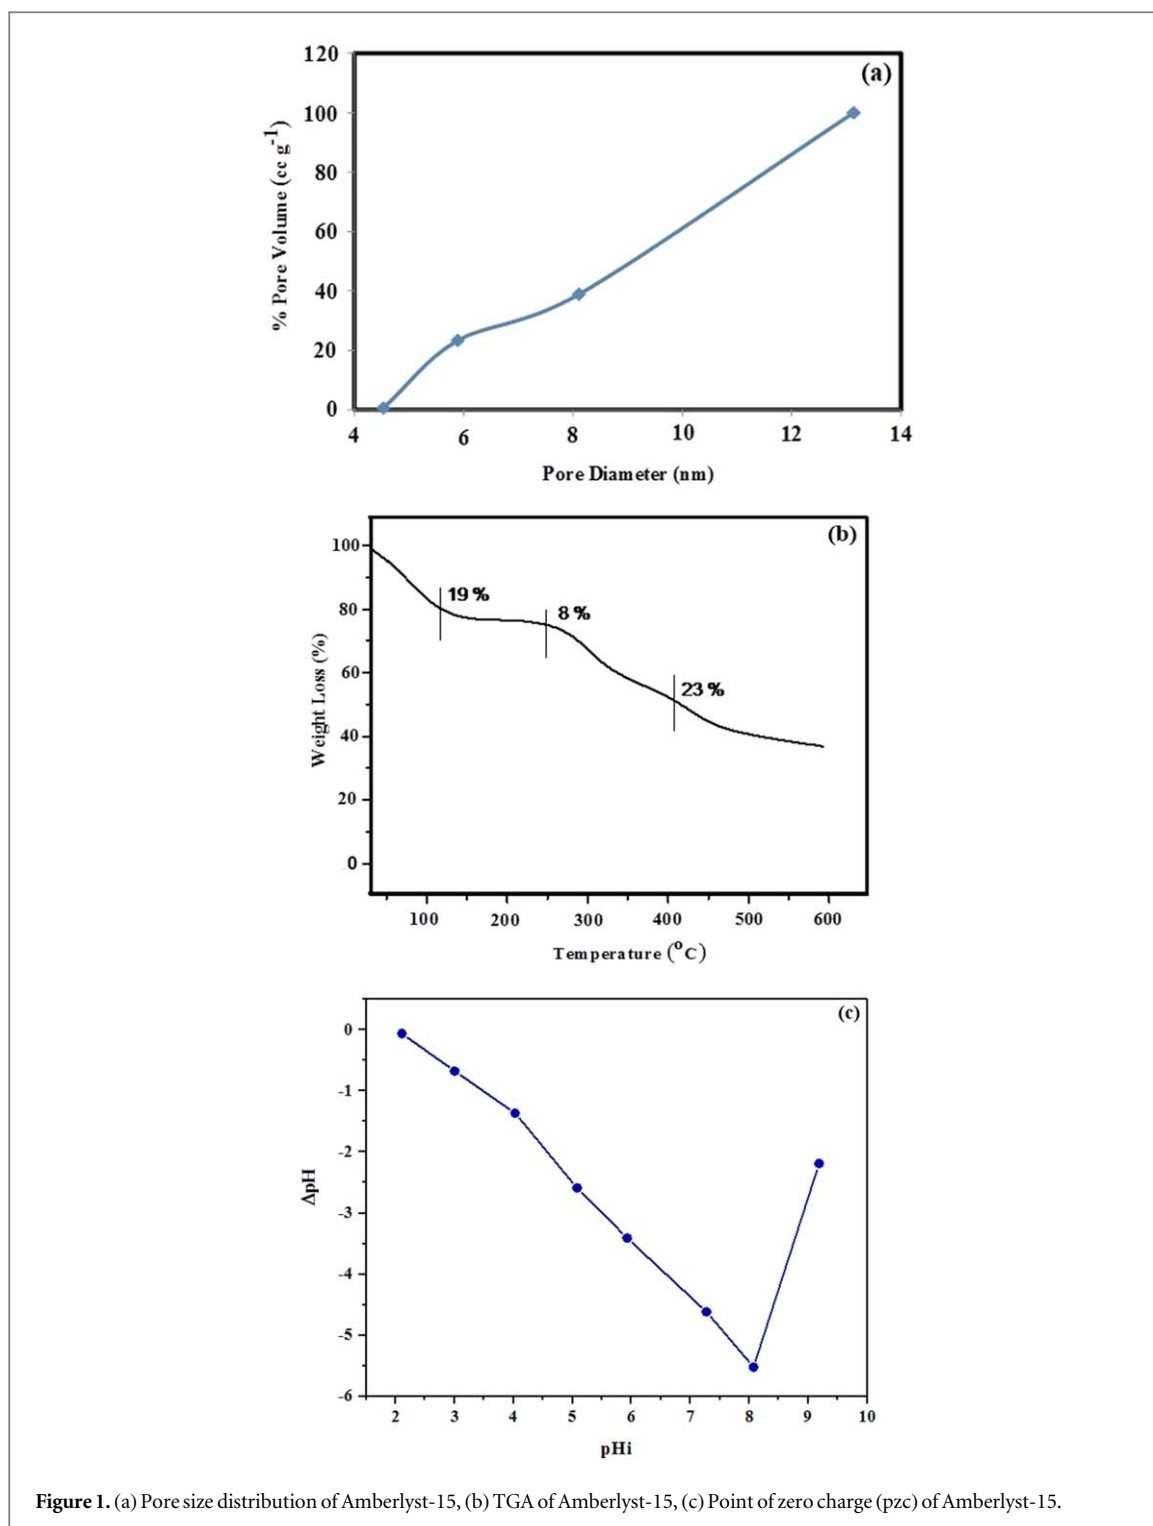 (a)
120
100
80
60
40
20
0
4 6 8 10 12 14
% Pore Volume (cc g-1)
Pore Diameter (nm)
(b)
100
80
60
40
20
0
19 %
8 %
23 %
100 200 300 400 500 600
Weight Loss (%)
Temperature (oC)
(c)
0
-1
-2
-3
-4
-5
-6
2 3 4 5 6 7 8 9 10
ΔpH
pHi
Figure 1. (a) Pore size distribution of Amberlyst-15, (b) TGA of Amberlyst-15, (c) Point of zero charge (pzc) of Amberlyst-15.